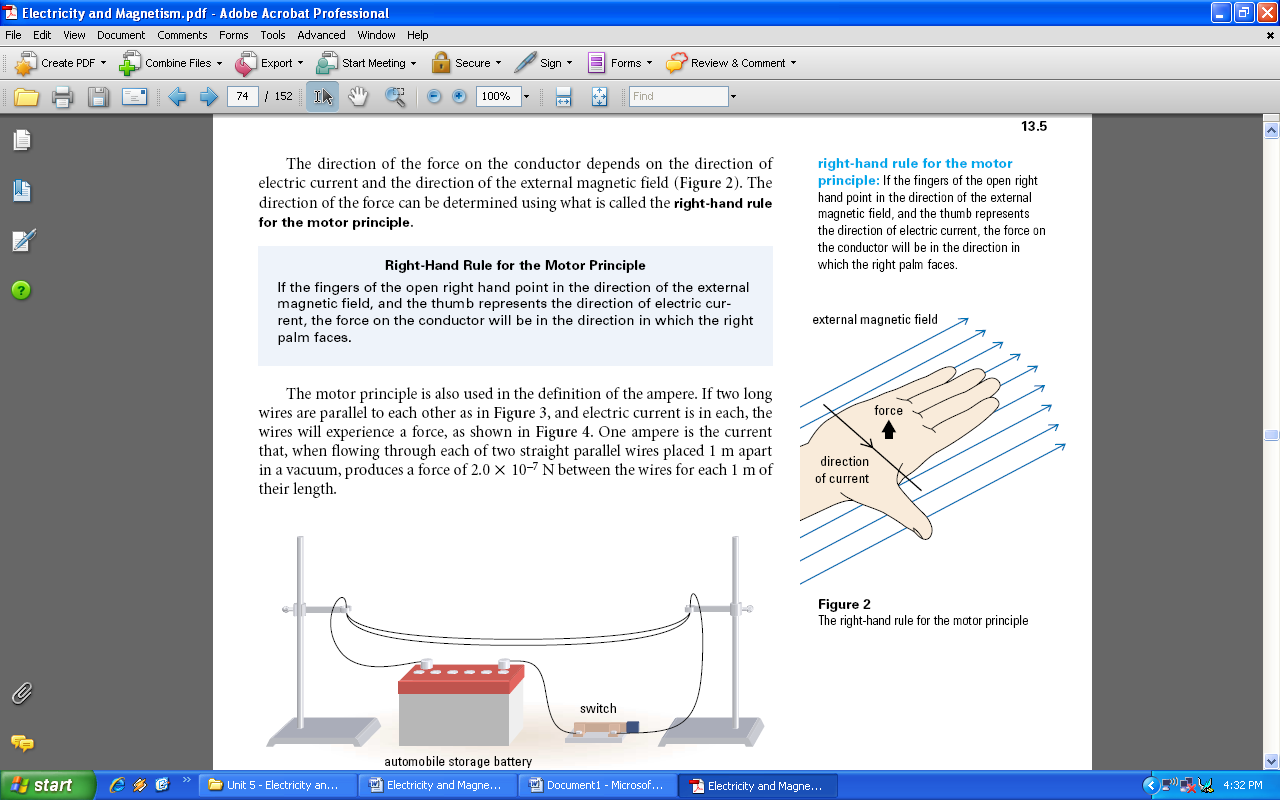 Electricity and Magnetism.pdf - Adobe Acrobat Professional
File Edit View Document Comments Forms Tools Advanced Window Help
Create PDF Combine Files Export Start Meeting Secure Sign Forms Review & Comment
74 / 152 100% Find
13.5
The direction of the force on the conductor depends on the direction of
electric current and the direction of the external magnetic field (Figure 2). The
direction of the force can be determined using what is called the right-hand rule
for the motor principle.
Right-Hand Rule for the Motor Principle
If the fingers of the open right hand point in the direction of the external
magnetic field, and the thumb represents the direction of electric cur-
rent, the force on the conductor will be in the direction in which the right
palm faces.
The motor principle is also used in the definition of the ampere. If two long
wires are parallel to each other as in Figure 3, and electric current is in each, the
wires will experience a force, as shown in Figure 4. One ampere is the current
that, when flowing through each of two straight parallel wires placed 1 m apart
in a vacuum, produces a force of 2.0 × 10⁻⁷ N between the wires for each 1 m of
their length.
switch
automobile storage battery
right-hand rule for the motor
principle: If the fingers of the open right
hand point in the direction of the external
magnetic field, and the thumb represents
the direction of electric current, the force on
the conductor will be in the direction in
which the right palm faces.
external magnetic field
force
direction
of current
Figure 2
The right-hand rule for the motor principle
start Unit 5 - Electricity an... Electricity and Magne... Document1 - Microsof... Electricity and Magne... 4:32 PM